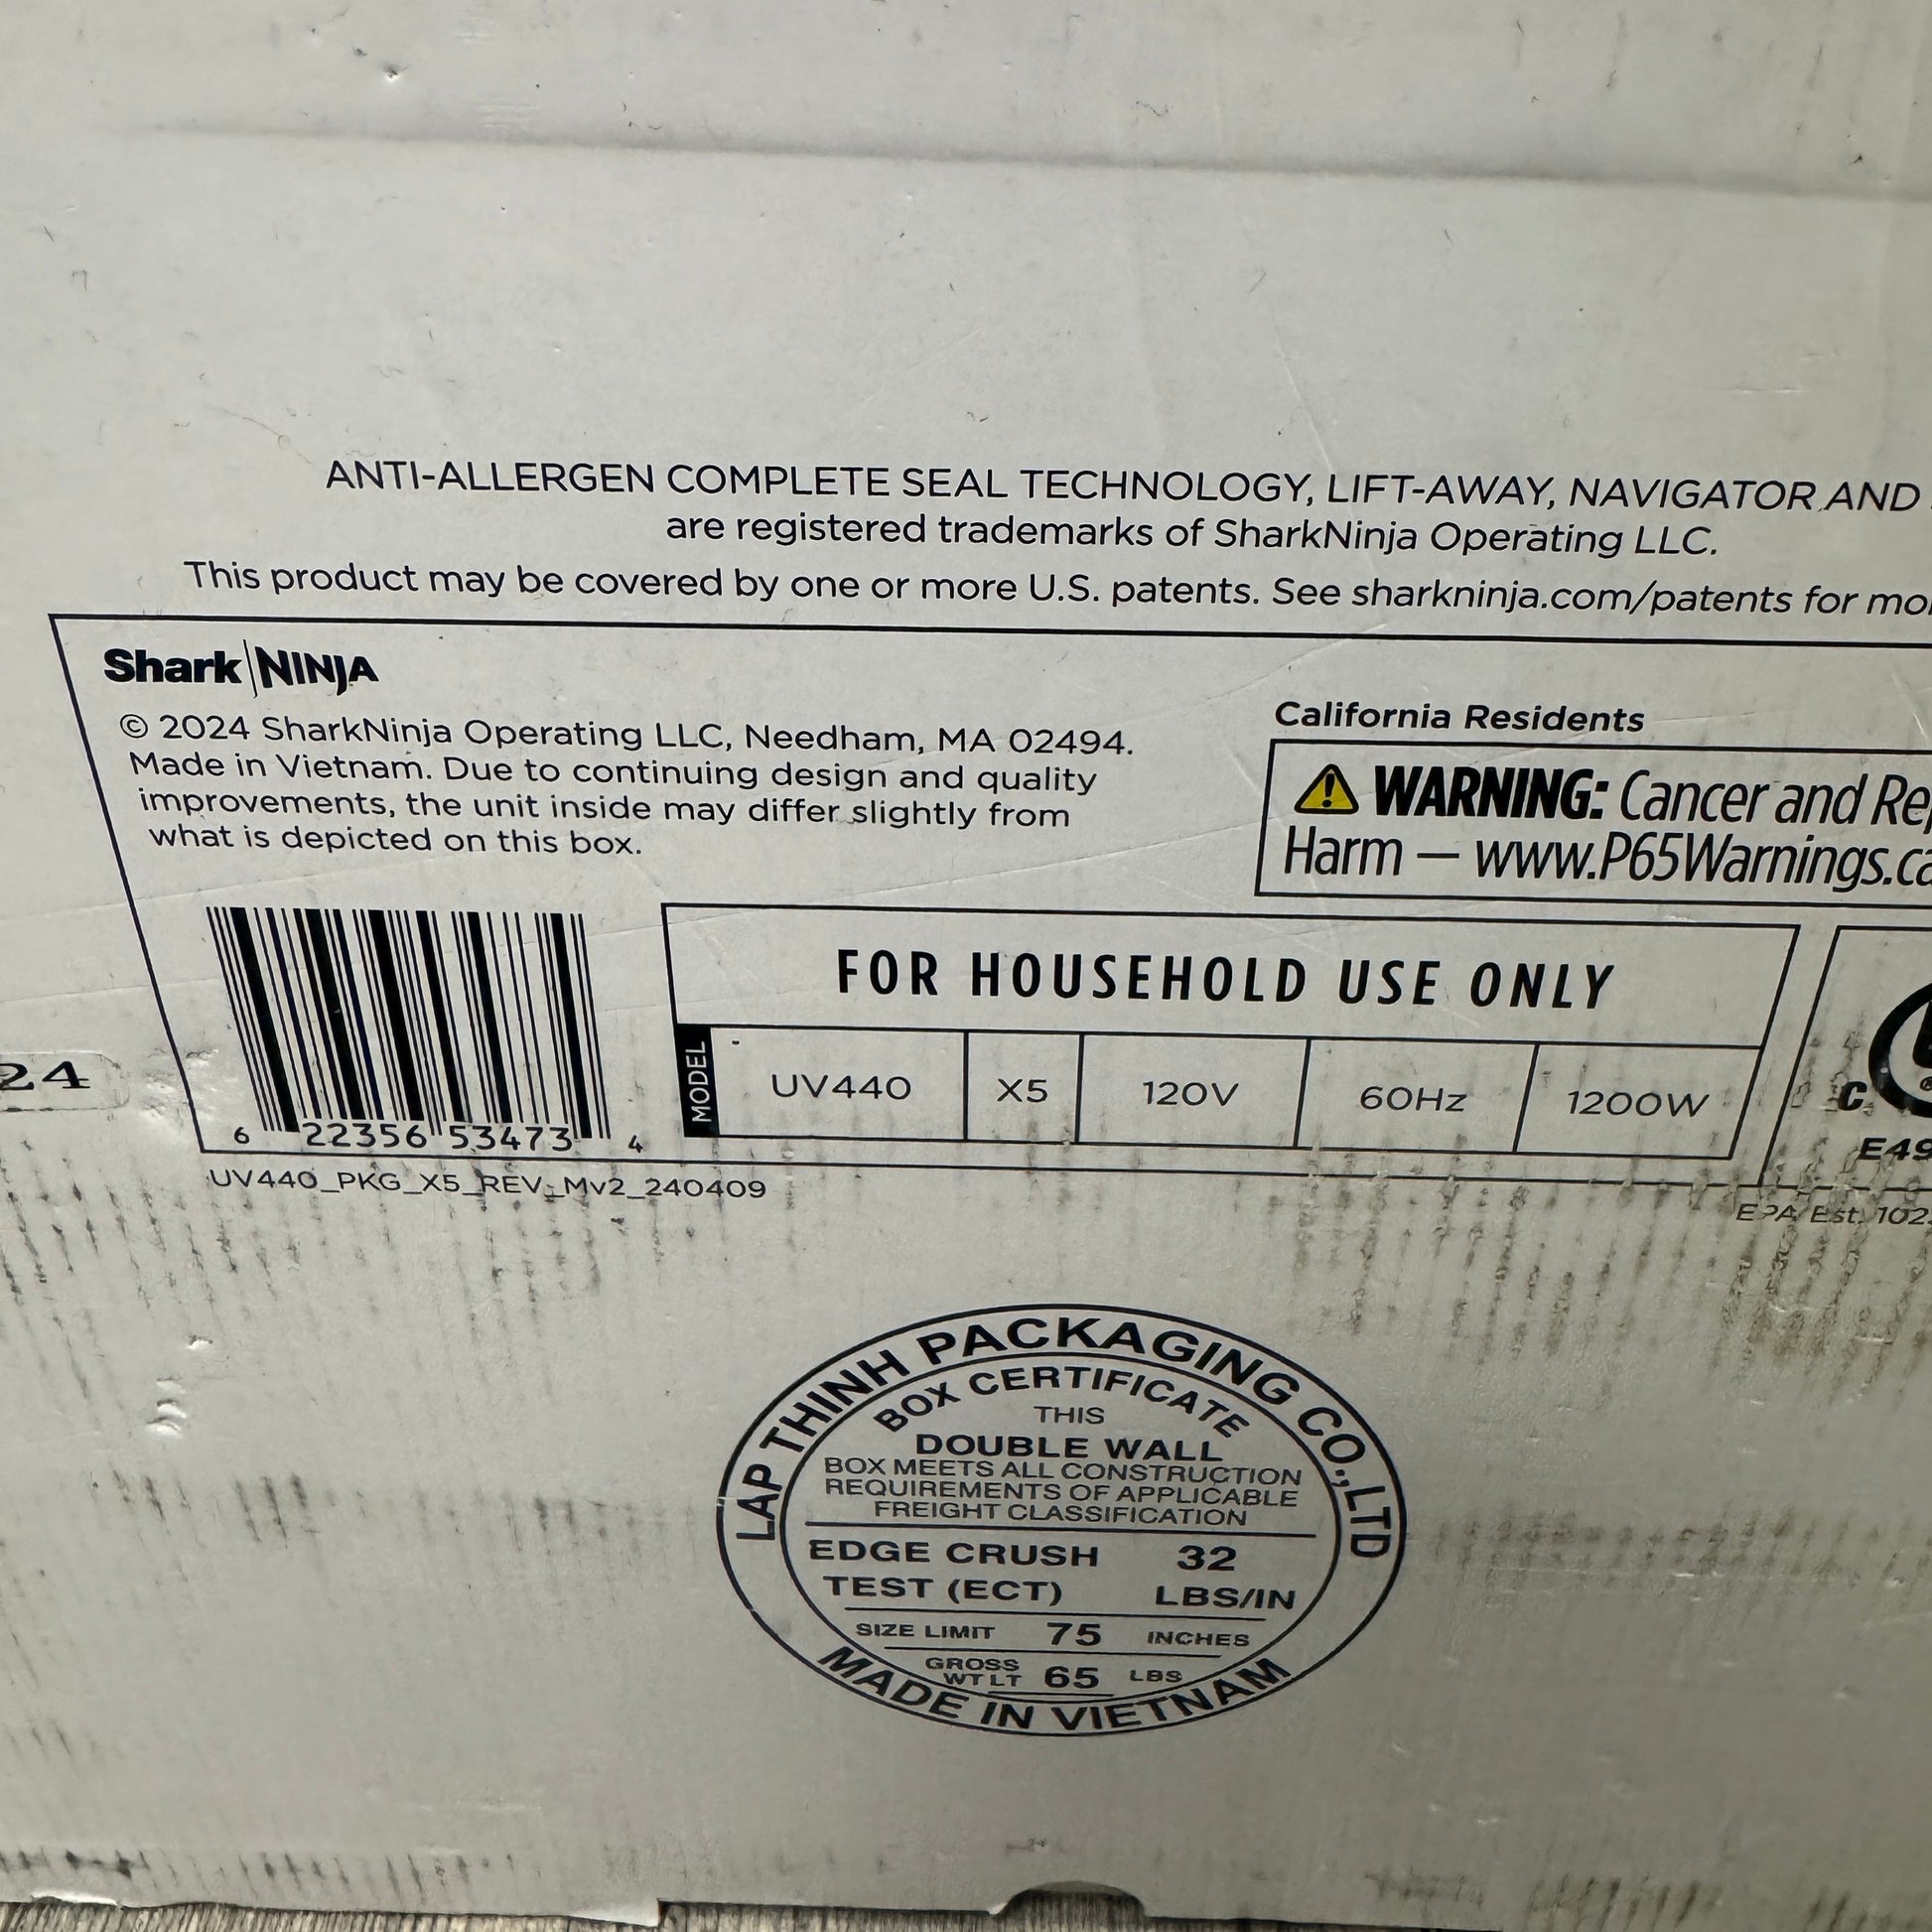 ANTI-ALLERGEN COMPLETE SEAL TECHNOLOGY, LIFT-AWAY, NAVIGATOR AND
are registered trademarks of SharkNinja Operating LLC.
This product may be covered by one or more U.S. patents. See sharkninja.com/patents for
Shark NINJA
© 2024 SharkNinja Operating LLC, Needham, MA 02494.
Made in Vietnam. Due to continuing design and quality
improvements, the unit inside may differ slightly from
what is depicted on this box.
California Residents
⚠ WARNING: Cancer and
Harm — www.P65Warnings.ca
FOR HOUSEHOLD USE ONLY
MODEL UV440 X5 120V 60Hz 1200W
24
6 22356 53473 4
C
E49
UV440_PKG_X5_REV_Mv2_240409
EPA Est. 102
LAP THINH PACKAGING CO.,LTD
BOX CERTIFICATE
THIS
DOUBLE WALL
BOX MEETS ALL CONSTRUCTION
REQUIREMENTS OF APPLICABLE
FREIGHT CLASSIFICATION
EDGE CRUSH 32
TEST (ECT) LBS/IN
SIZE LIMIT 75 INCHES
GROSS
WT LT 65 LBS
MADE IN VIETNAM